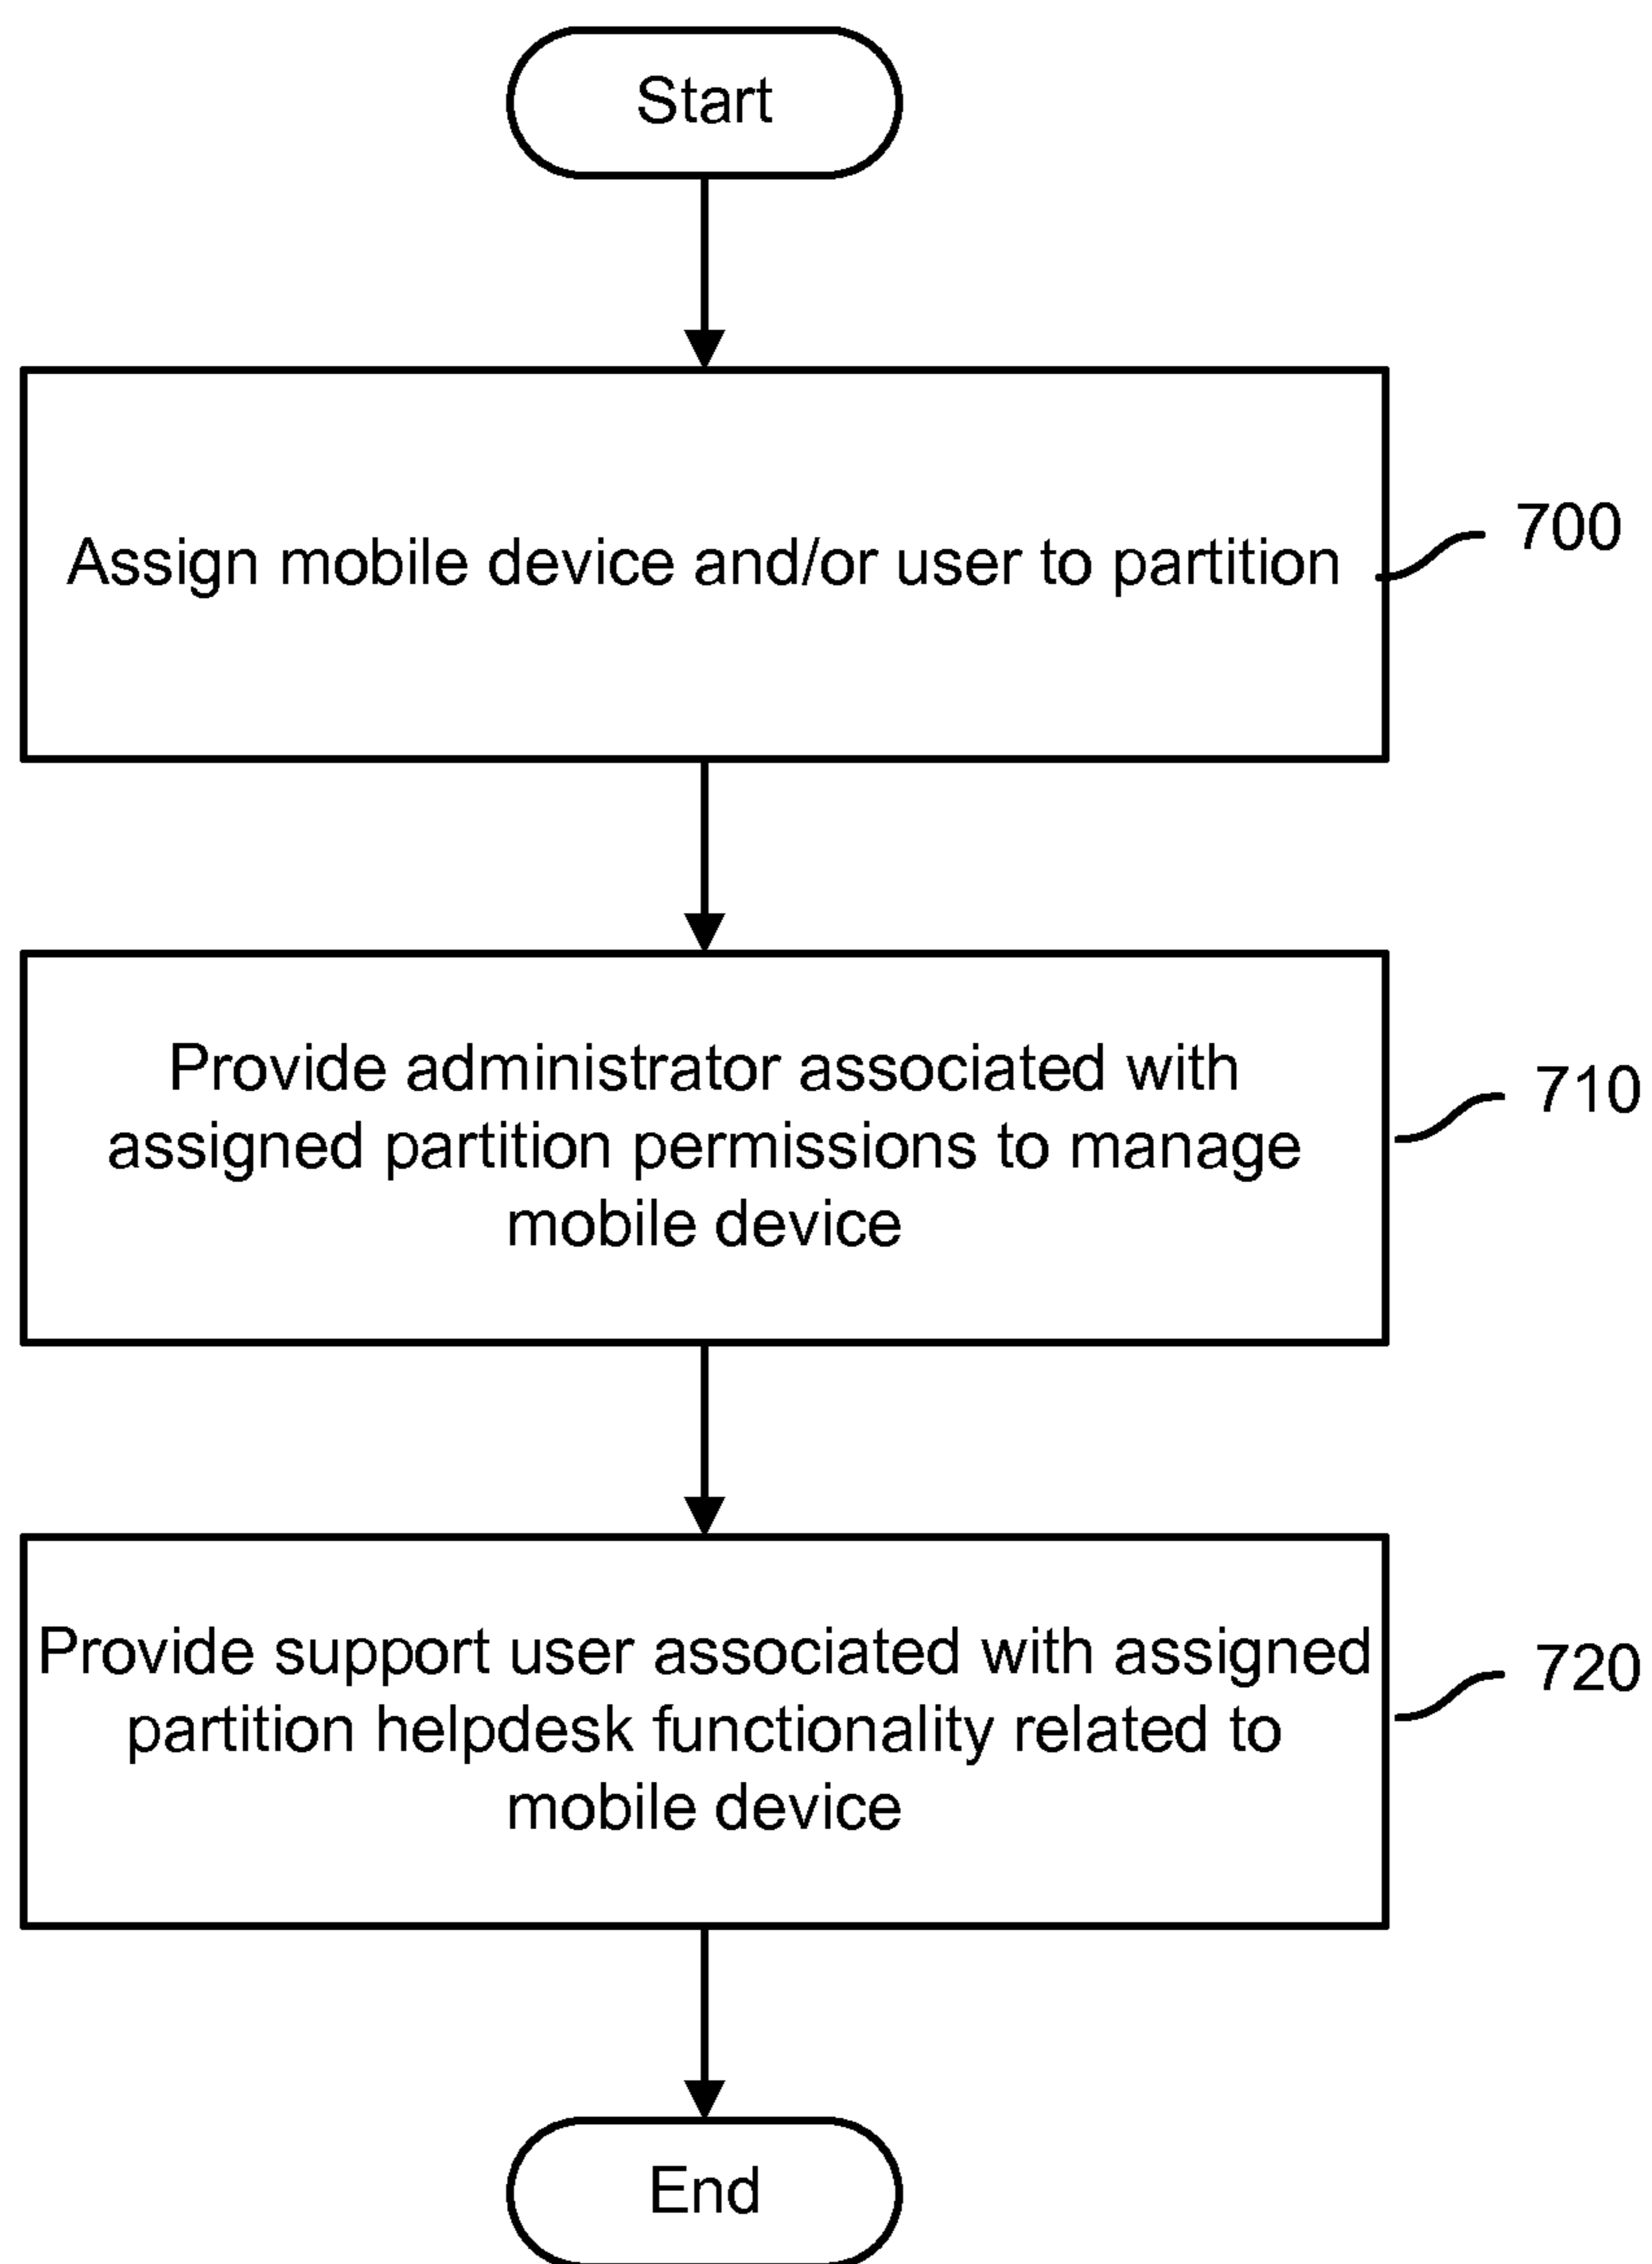 Start
Assign mobile device and/or user to partition
700
Provide administrator associated with
assigned partition permissions to manage
mobile device
710
Provide support user associated with assigned
partition helpdesk functionality related to
mobile device
720
End